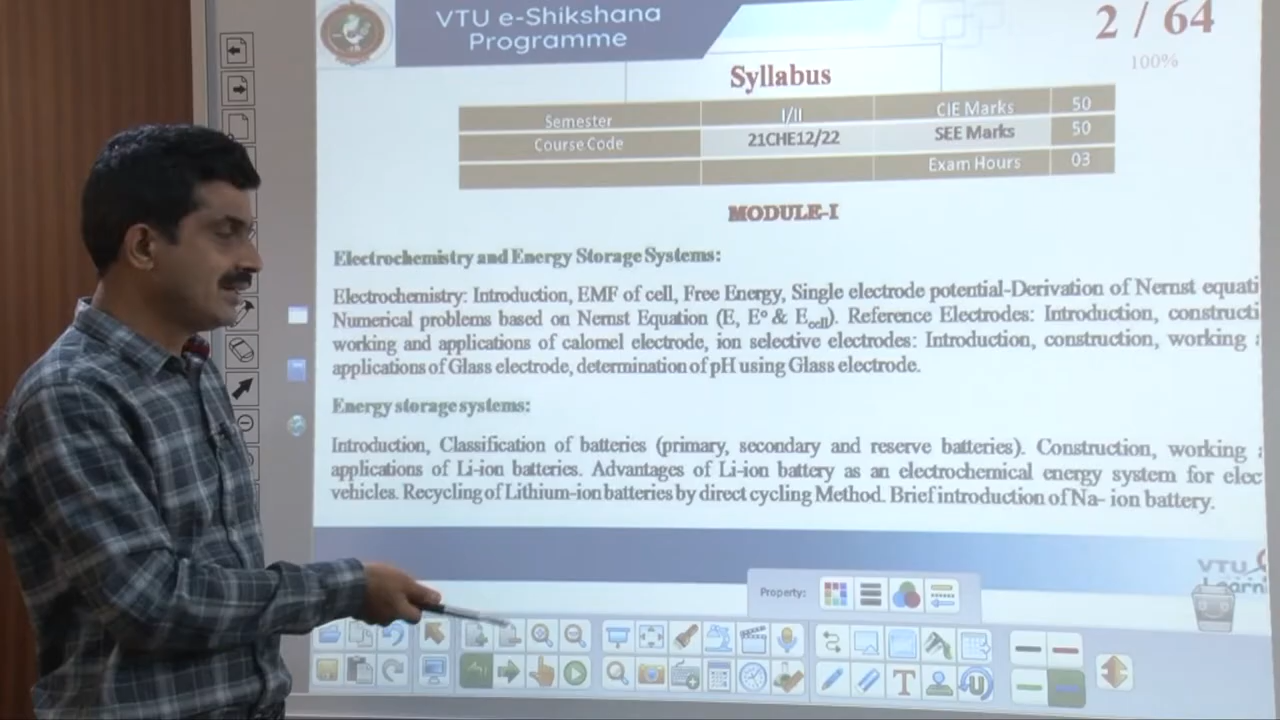 VTU e-Shikshana
Programme
2 / 64
100%
Syllabus
Semester I/II CIE Marks 50
Course Code 21CHE12/22 SEE Marks 50
Exam Hours 03
MODULE-I
Electrochemistry and Energy Storage Systems:
Electrochemistry: Introduction, EMF of cell, Free Energy, Single electrode potential-Derivation of Nernst equati
Numerical problems based on Nernst Equation (E, E° & Ecell). Reference Electrodes: Introduction, constructi
working and applications of calomel electrode, ion selective electrodes: Introduction, construction, working
applications of Glass electrode, determination of pH using Glass electrode.
Energy storage systems:
Introduction, Classification of batteries (primary, secondary and reserve batteries). Construction, working
applications of Li-ion batteries. Advantages of Li-ion battery as an electrochemical energy system for elec
vehicles. Recycling of Lithium-ion batteries by direct cycling Method. Brief introduction of Na- ion battery.
VTU
Learn
Property:
T